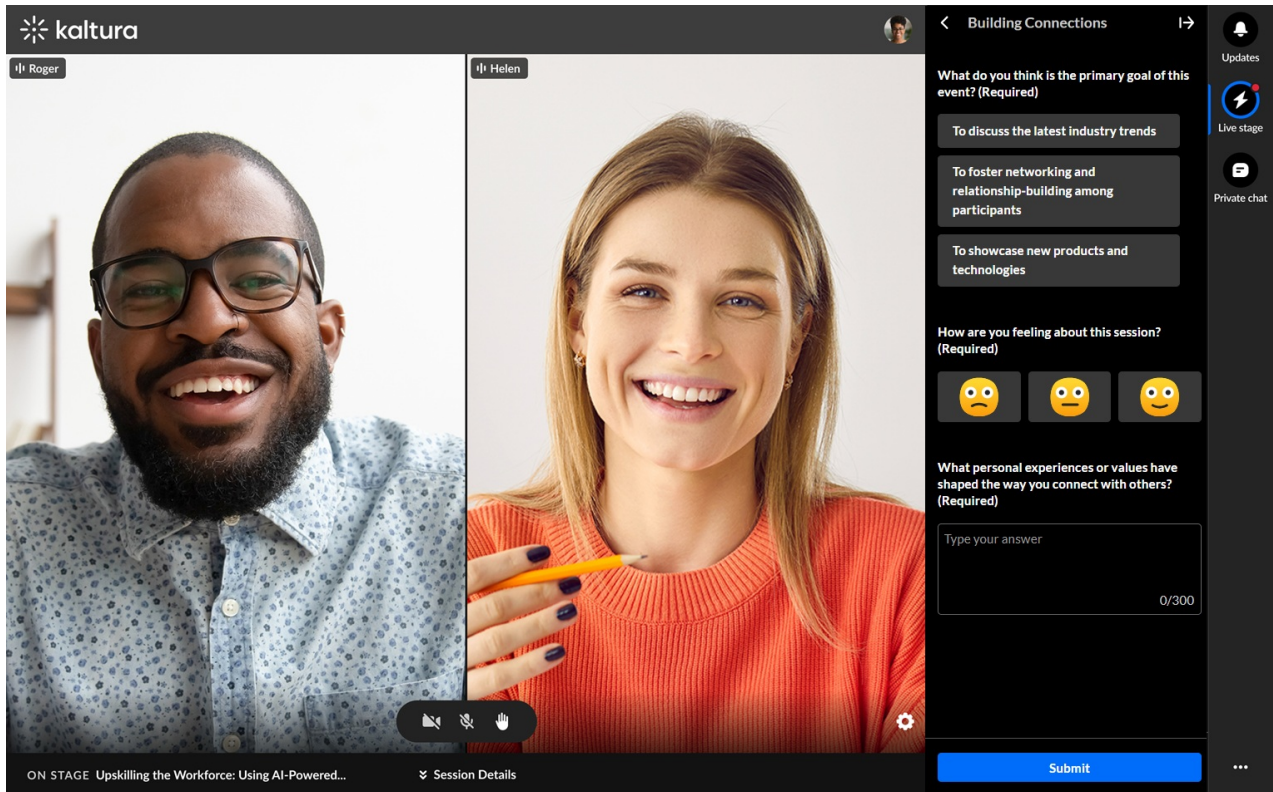 kaltura
Roger
Helen
Building Connections
What do you think is the primary goal of this
event? (Required)
To discuss the latest industry trends
To foster networking and
relationship-building among
participants
To showcase new products and
technologies
How are you feeling about this session?
(Required)
What personal experiences or values have
shaped the way you connect with others?
(Required)
Type your answer
0/300
Submit
Updates
Live stage
Private chat
ON STAGE Upskilling the Workforce: Using AI-Powered...
Session Details